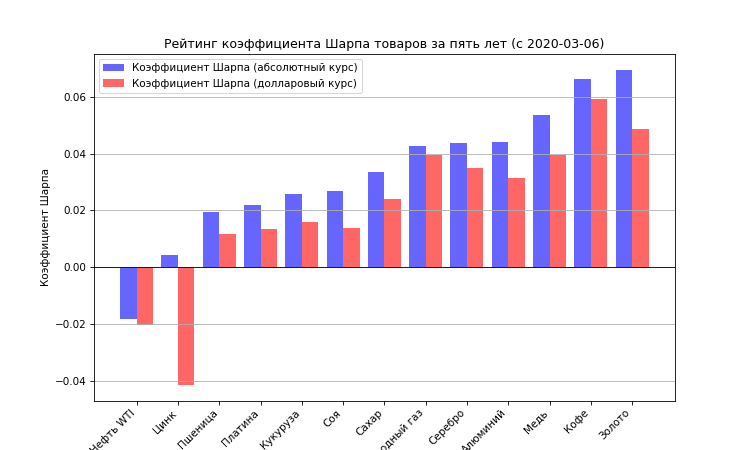 Рейтинг коэффициента Шарпа товаров за пять лет (с 2020-03-06)
Коэффициент Шарпа (абсолютный курс)
Коэффициент Шарпа (долларовый курс)
Коэффициент Шарпа
0.06
0.04
0.02
0.00
−0.02
−0.04
Нефть WTI
Цинк
Пшеница
Платина
Кукуруза
Соя
Сахар
одный газ
Серебро
Алюминий
Медь
Кофе
Золото